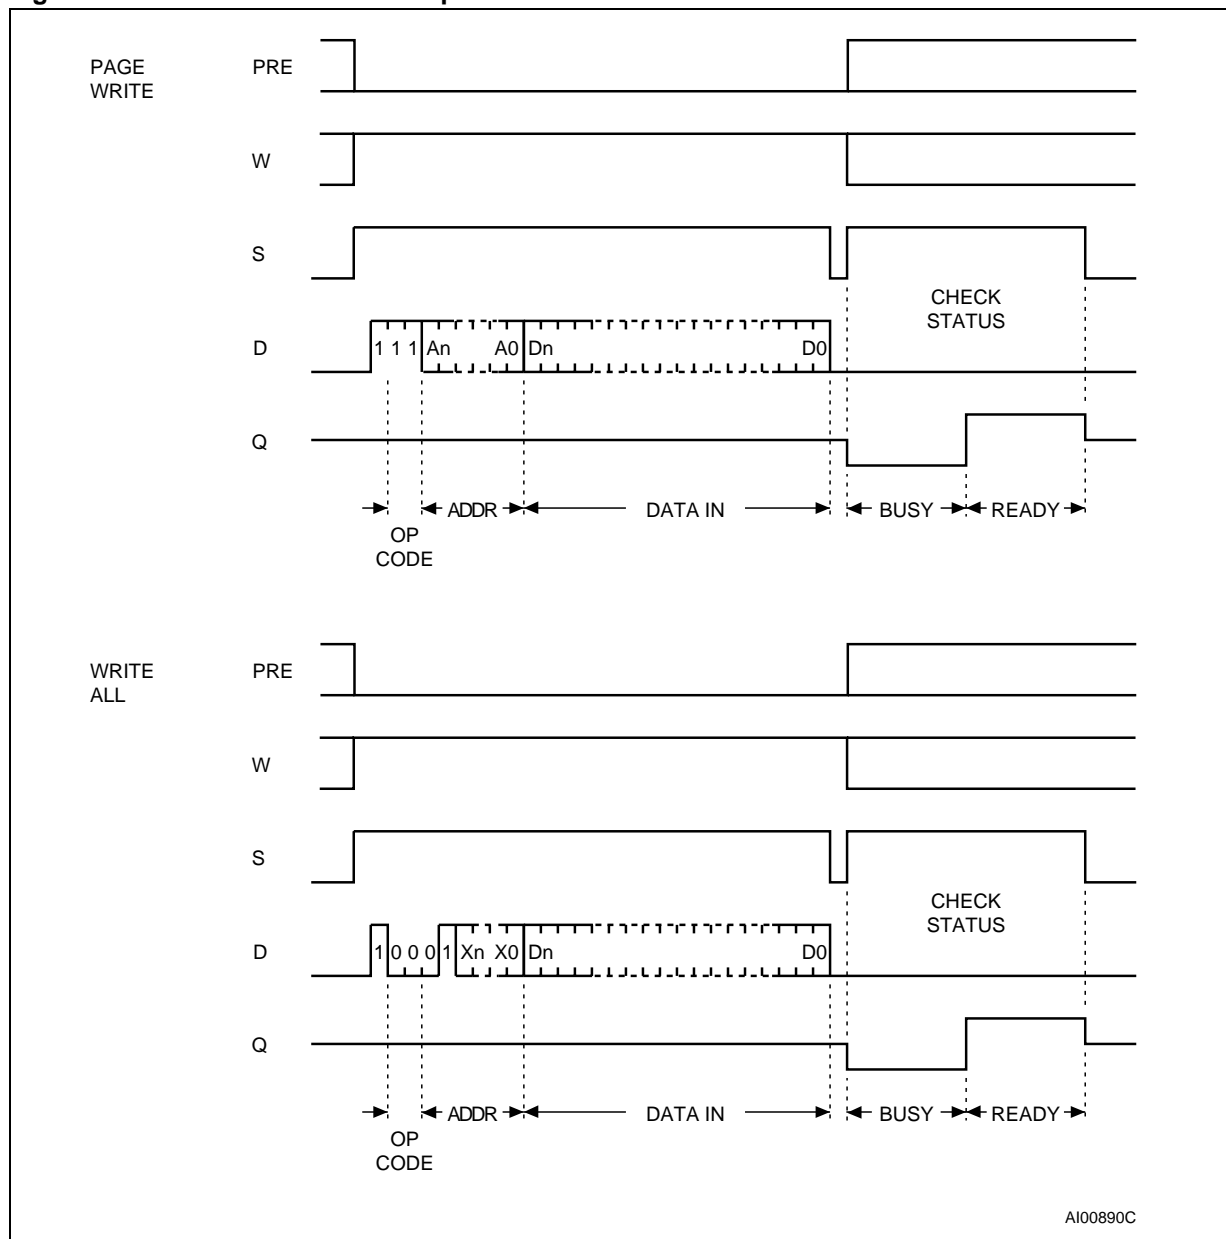 PAGE WRITE
PRE
W
S
CHECK
STATUS
D 1 1 1 An A0 Dn D0
Q
ADDR DATA IN BUSY READY
OP
CODE
WRITE ALL
PRE
W
S
CHECK
STATUS
D 1 0 0 0 1 Xn X0 Dn D0
Q
ADDR DATA IN BUSY READY
OP
CODE
AI00890C